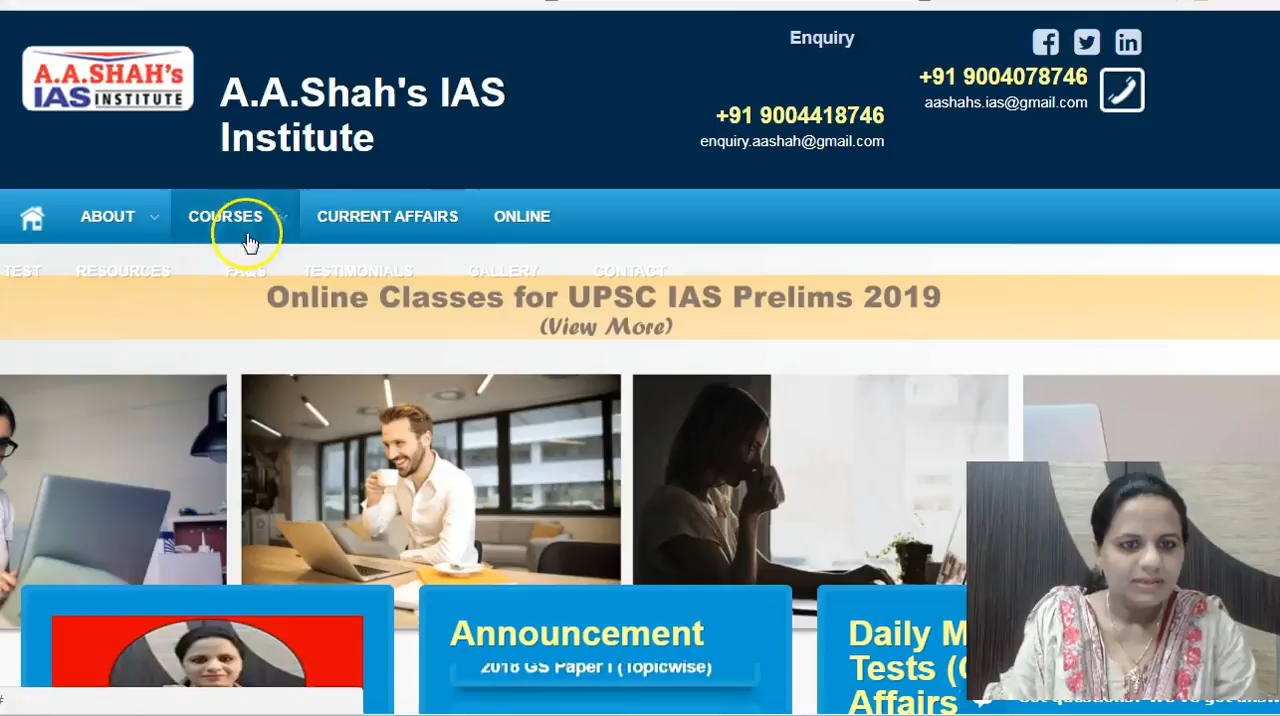 Enquiry
A.A.SHAH's
IAS INSTITUTE
A.A.Shah's IAS
Institute
+91 9004078746
aashahs.ias@gmail.com
+91 9004418746
enquiry.aashah@gmail.com
ABOUT COURSES CURRENT AFFAIRS ONLINE
TEST RESOURCES FAQS TESTIMONIALS GALLERY CONTACT
Online Classes for UPSC IAS Prelims 2019
(View More)
Announcement
2018 GS Paper I (Topicwise)
Daily M
Tests (
Affairs